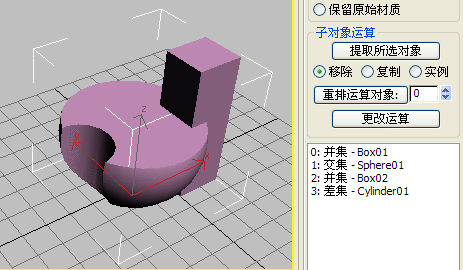 保留原始材质
子对象运算
提取所选对象
移除 复制 实例
重排运算对象: 0
更改运算
0: 并集 - Box01
1: 交集 - Sphere01
2: 并集 - Box02
3: 差集 - Cylinder01
z
x